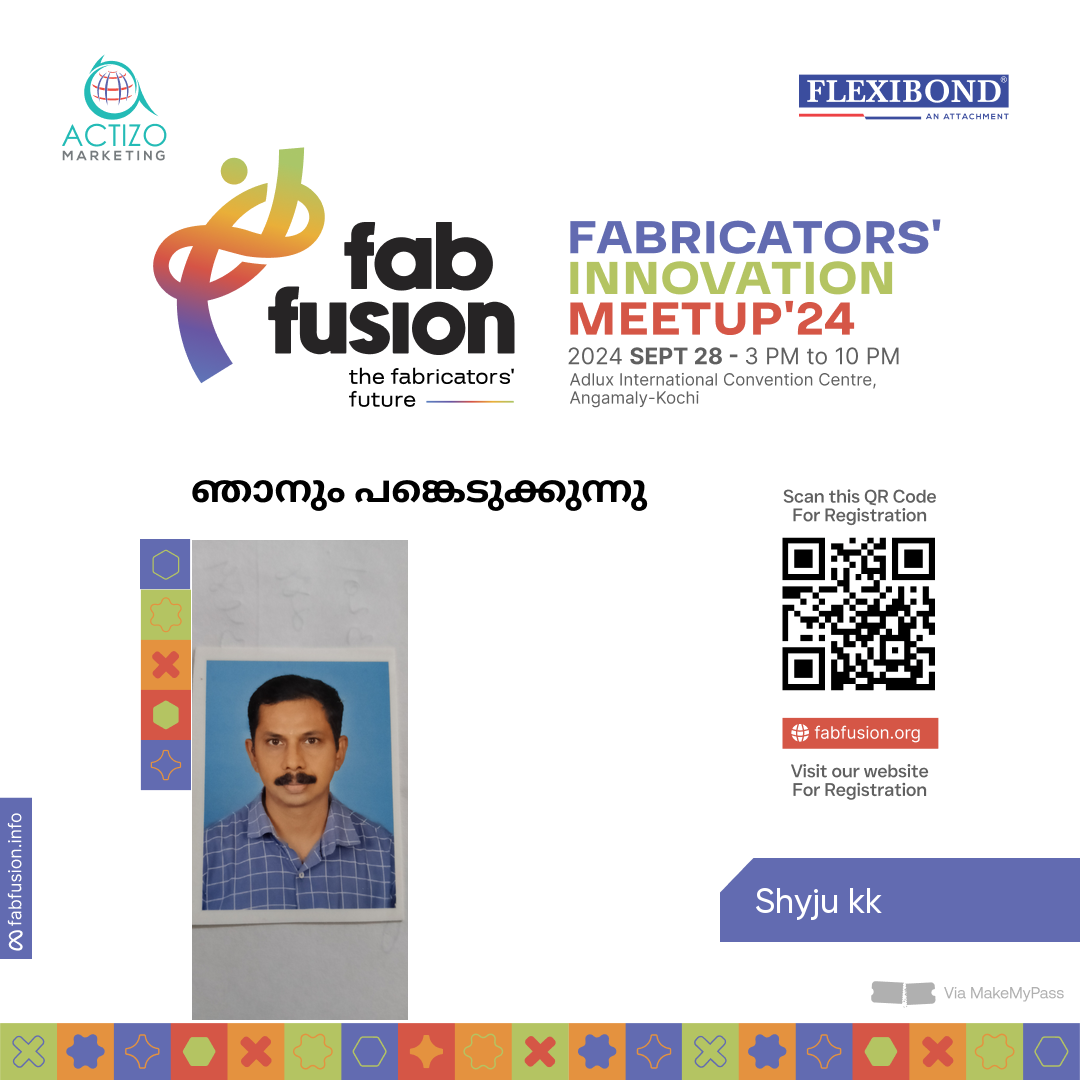 ACTIZO
MARKETING
FLEXIBOND®
AN ATTACHMENT
fab
fusion
the fabricators'
future
FABRICATORS'
INNOVATION
MEETUP'24
2024 SEPT 28 - 3 PM to 10 PM
Adlux International Convention Centre,
Angamaly-Kochi
ഞാനും പങ്കെടുക്കുന്നു
Scan this QR Code
For Registration
fabfusion.org
Visit our website
For Registration
fabfusion.info
Shyju kk
Via MakeMyPass